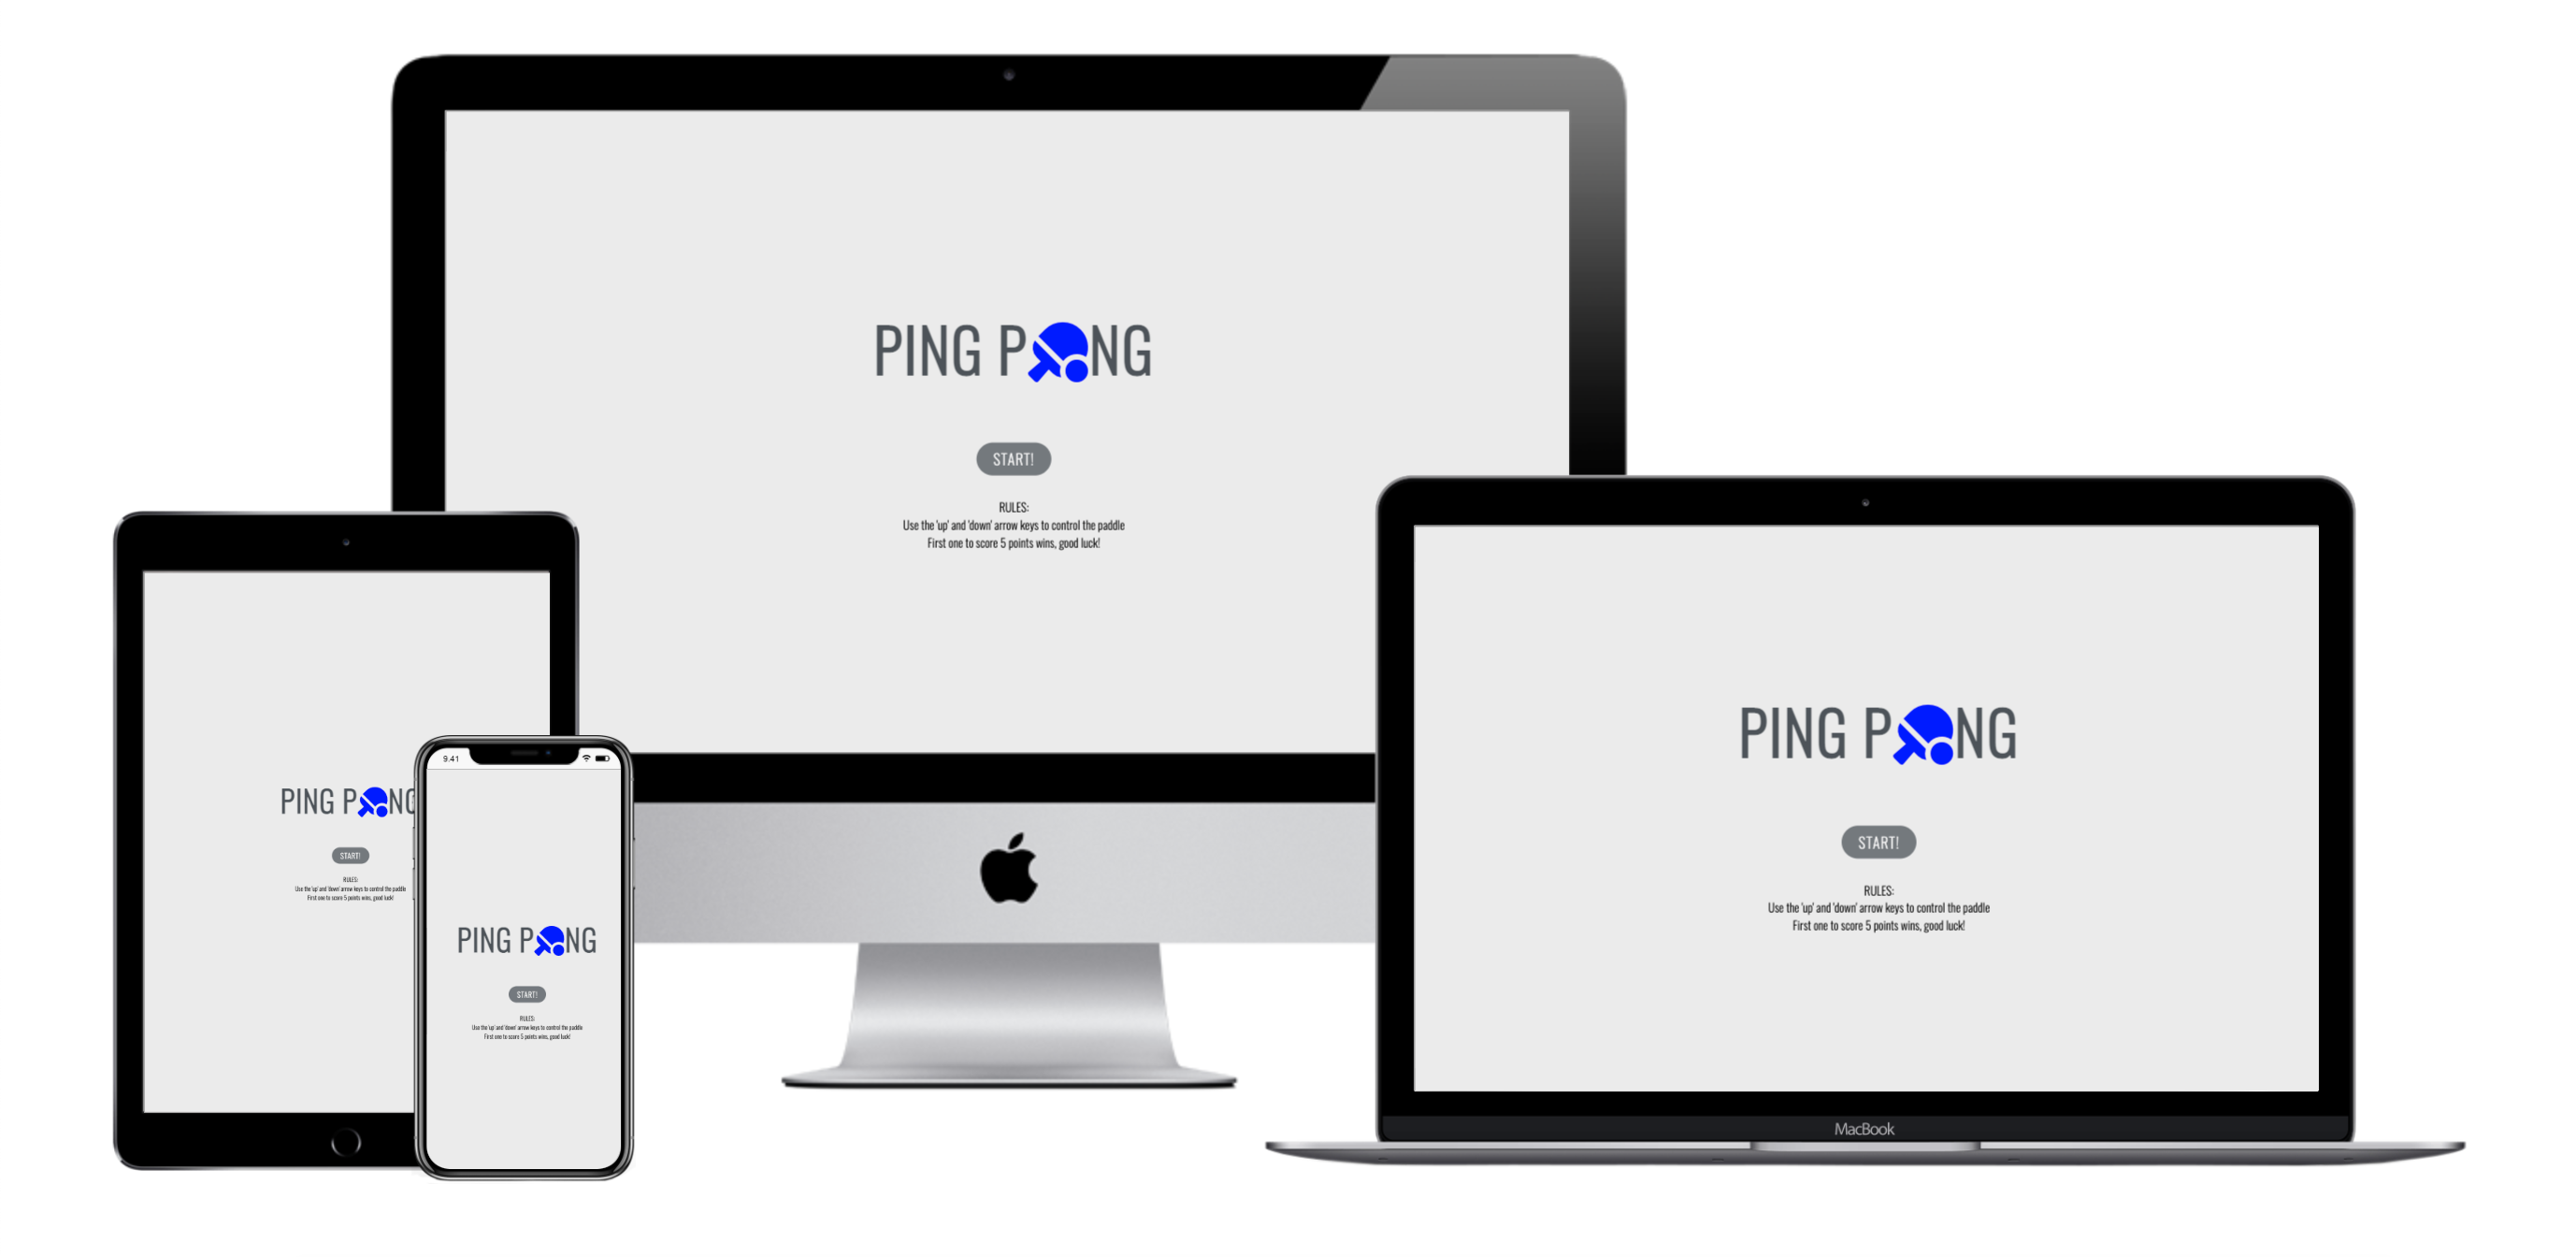 PING P NG
START!
RULES:
Use the 'up' and 'down' arrow keys to control the paddle
First one to score 5 points wins, good luck!
PING P NG
START!
RULES:
Use the 'up' and 'down' arrow keys to control the paddle
First one to score 5 points wins, good luck!
9.41
PING P NG
START!
RULES:
Use the 'up' and 'down' arrow keys to control the paddle
First one to score 5 points wins, good luck!
PING P NG
START!
RULES:
Use the 'up' and 'down' arrow keys to control the paddle
First one to score 5 points wins, good luck!
MacBook